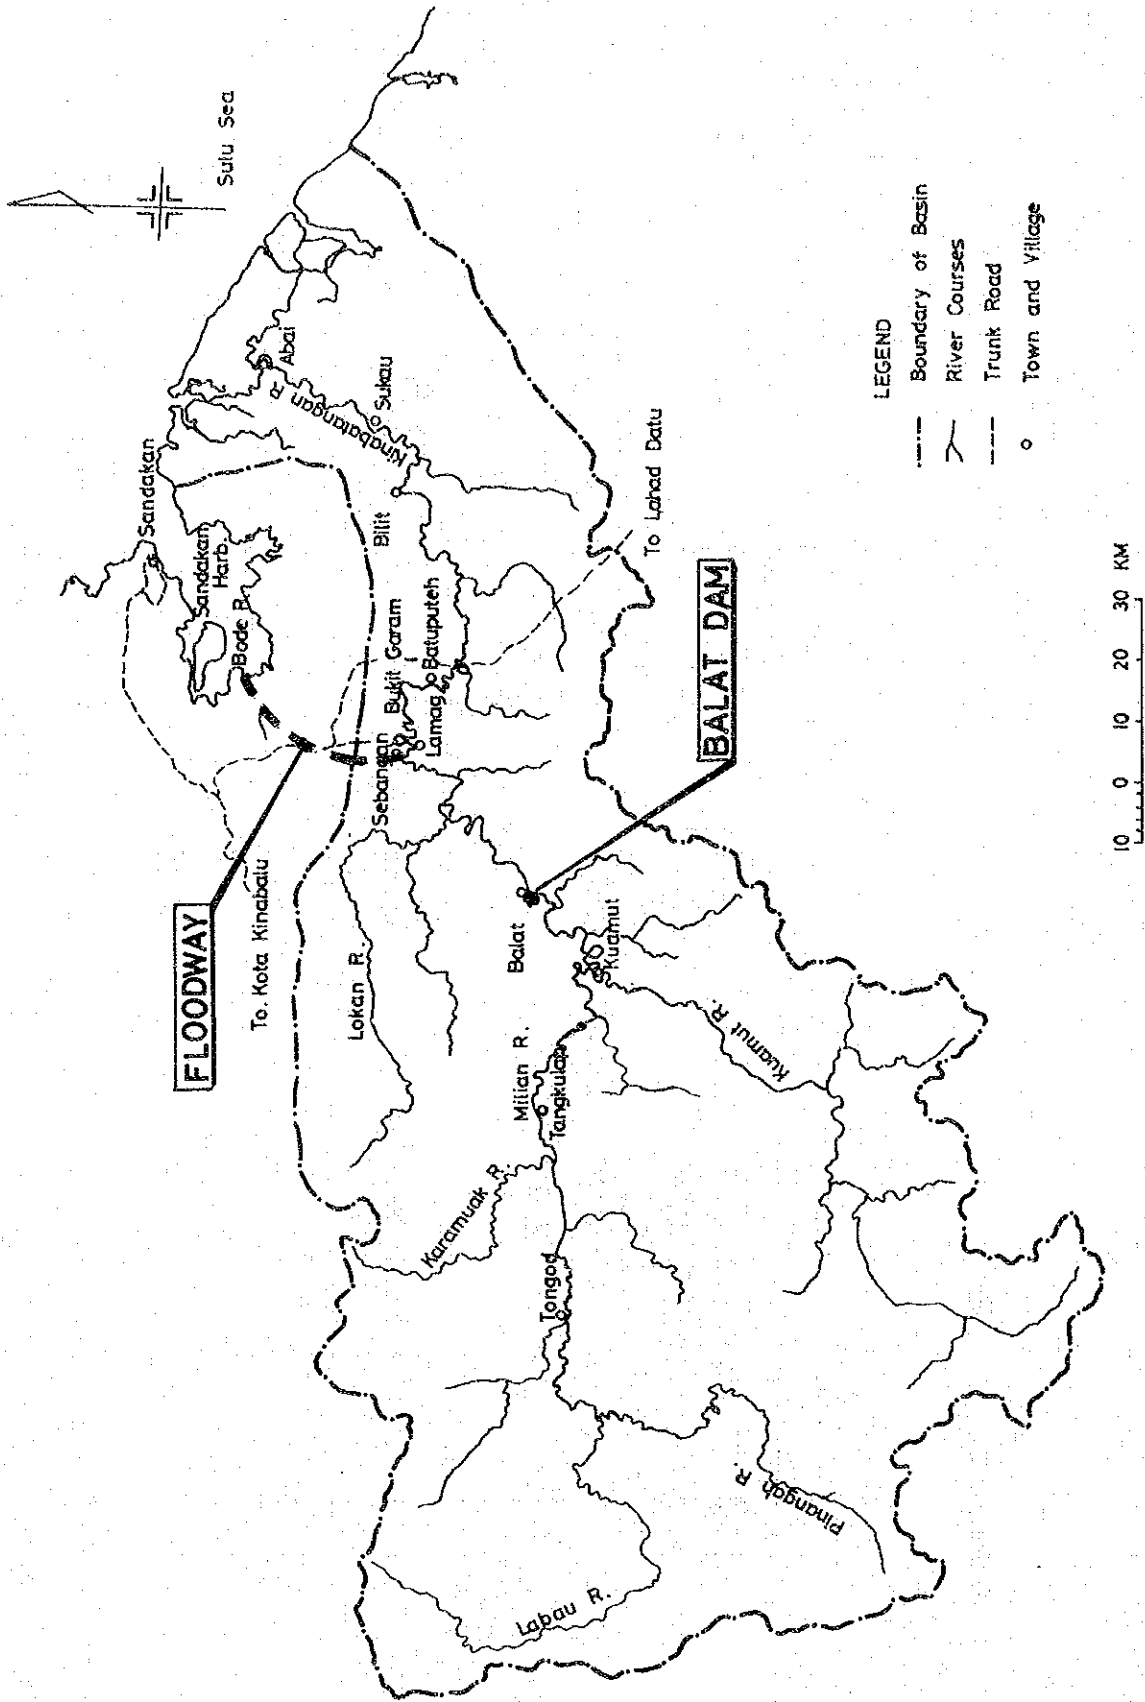 Sulu Sea
Sandakan
Sandakan
Harb.
Bode R.
Abai
Kinabatangan R.
Sukau
Bilit
To Lahad Datu
Bukit Garam
Batuputeh
Lamag
Sebangan
FLOODWAY
To. Kota Kinabalu
BALAT DAM
Lokan R.
Balat
Kuamut
Milian R.
Tangkulap
Kuamut R.
Karamuak R.
Tongod
Pinangah R.
Labau R.
LEGEND
Boundary of Basin
River Courses
Trunk Road
Town and Village
10 0 10 20 30 KM